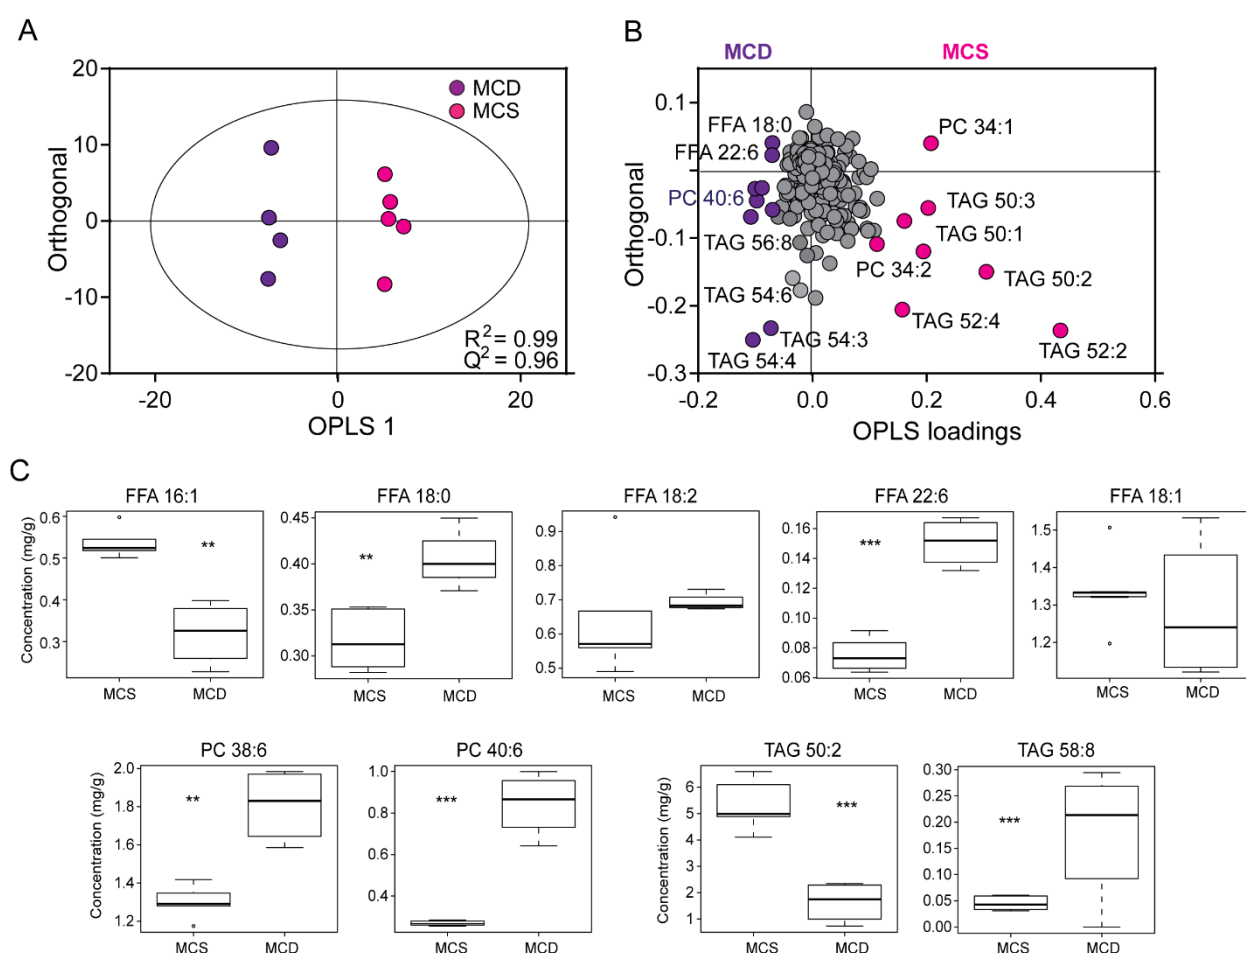 A
Orthogonal
20
10
0
-10
-20
MCD
MCS
R2 = 0.99
Q2 = 0.96
-20
0
20
OPLS 1
B
MCD
MCS
Orthogonal
0.1
-0.1
-0.2
-0.3
FFA 18:0
FFA 22:6
PC 40:6
TAG 56:8
TAG 54:6
TAG 54:3
TAG 54:4
PC 34:1
TAG 50:3
TAG 50:1
PC 34:2
TAG 50:2
TAG 52:4
TAG 52:2
-0.2
0.0
0.2
0.4
0.6
OPLS loadings
C
FFA 16:1
Concentration (mg/g)
0.6
0.5
0.4
0.3
**
MCS
MCD
FFA 18:0
0.45
0.40
0.35
0.30
**
MCS
MCD
FFA 18:2
0.9
0.8
0.7
0.6
0.5
MCS
MCD
FFA 22:6
0.16
0.14
0.12
0.10
0.08
0.06
***
MCS
MCD
FFA 18:1
1.5
1.4
1.3
1.2
MCS
MCD
PC 38:6
Concentration (mg/g)
2.0
1.8
1.6
1.4
1.2
**
MCS
MCD
PC 40:6
1.0
0.8
0.6
0.4
***
MCS
MCD
TAG 50:2
Concentration (mg/g)
6
5
4
3
2
1
***
MCS
MCD
TAG 58:8
0.30
0.25
0.20
0.15
0.10
0.05
0.00
***
MCS
MCD